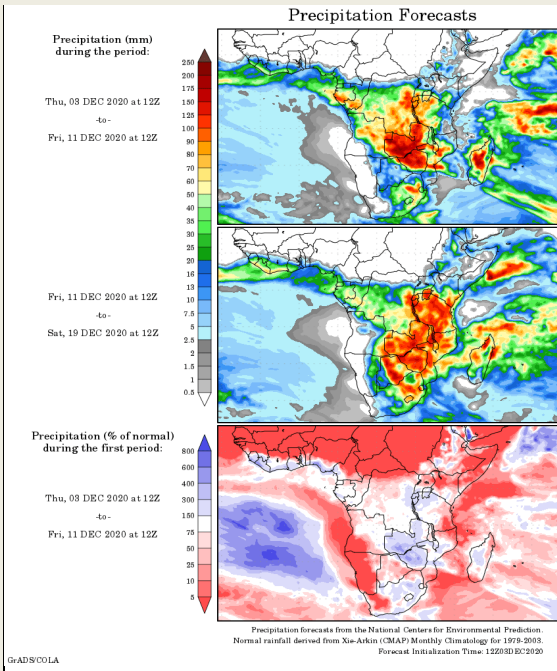 Precipitation Forecasts
Precipitation (mm)
during the period:
Thu, 03 DEC 2020 at 12Z
-to-
Fri, 11 DEC 2020 at 12Z
250
200
175
150
125
100
90
80
70
60
50
40
35
30
25
20
16
13
10
7.5
5
2.5
2
1.5
1
0.5
Fri, 11 DEC 2020 at 12Z
-to-
Sat, 19 DEC 2020 at 12Z
Precipitation (% of normal)
during the first period:
Thu, 03 DEC 2020 at 12Z
-to-
Fri, 11 DEC 2020 at 12Z
800
600
400
300
150
75
50
25
10
5
Precipitation forecasts from the National Centers for Environmental Prediction.
Normal rainfall derived from Xie-Arkin (CMAP) Monthly Climatology for 1979-2003.
Forecast Initialization Time: 12Z03DEC2020
GrADS/COLA